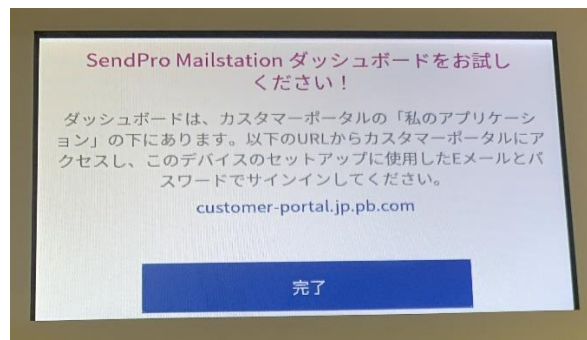 SendPro Mailstation ダッシュボードをお試し
ください！
ダッシュボードは、カスタマーポータルの「私のアプリケーシ
ョン」の下にあります。以下のURLからカスタマーポータルにア
クセスし、このデバイスのセットアップに使用したEメールとパ
スワードでサインインしてください。
customer-portal.jp.pb.com
完了